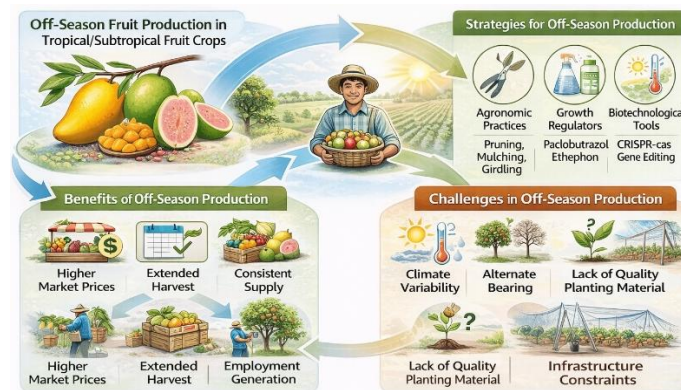 Off-Season Fruit Production in
Tropical/Subtropical Fruit Crops
Strategies for Off-Season Production
Agronomic
Practices
Growth
Regulators
Biotechnological
Tools
Pruning,
Mulching,
Girdling
Paclobutrazol
Ethephon
CRISPR-cas
Gene Editing
Benefits of Off-Season Production
$
Higher
Market Prices
Extended
Harvest
Consistent
Supply
Higher
Market Prices
Extended
Harvest
Employment
Generation
Challenges in Off-Season Production
?
Climate
Variability
Alternate
Bearing
Lack of Quality
Planting Material
?
Lack of Quality
Planting Material
Infrastructure
Constraints